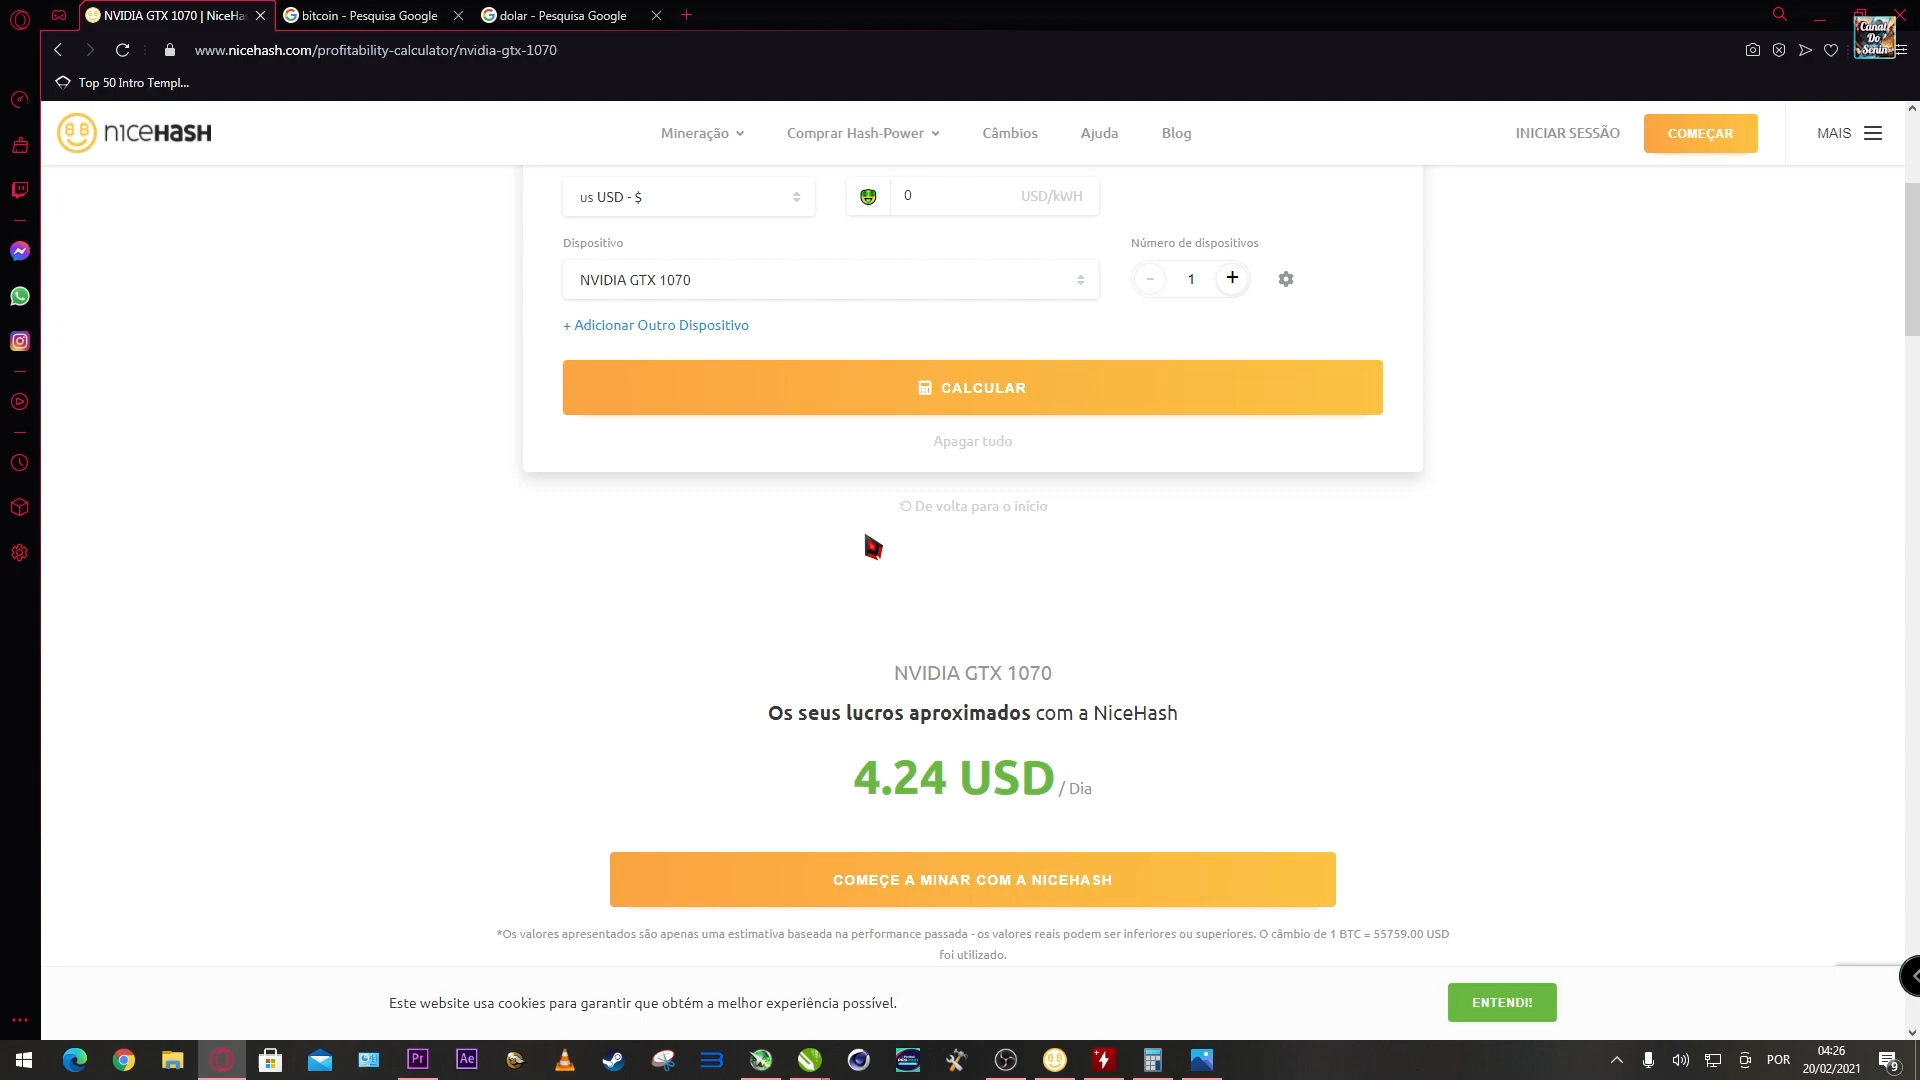 NVIDIA GTX 1070 | NiceHa
bitcoin - Pesquisa Google
dolar - Pesquisa Google
www.nicehash.com/profitability-calculator/nvidia-gtx-1070
Canal
Do
Senin
Top 50 Intro Templ...
niceHASH
Mineração
Comprar Hash-Power
Câmbios
Ajuda
Blog
INICIAR SESSÃO
COMEÇAR
MAIS
us USD - $
0
USD/kWH
Dispositivo
Número de dispositivos
NVIDIA GTX 1070
1
+ Adicionar Outro Dispositivo
CALCULAR
Apagar tudo
De volta para o início
NVIDIA GTX 1070
Os seus lucros aproximados com a NiceHash
4.24 USD / Dia
COMEÇE A MINAR COM A NICEHASH
*Os valores apresentados são apenas uma estimativa baseada na performance passada - os valores reais podem ser inferiores ou superiores. O câmbio de 1 BTC = 55759.00 USD
foi utilizado.
Este website usa cookies para garantir que obtém a melhor experiência possível.
ENTENDI!
Pr
Ae
POR
04:26
20/02/2021
9